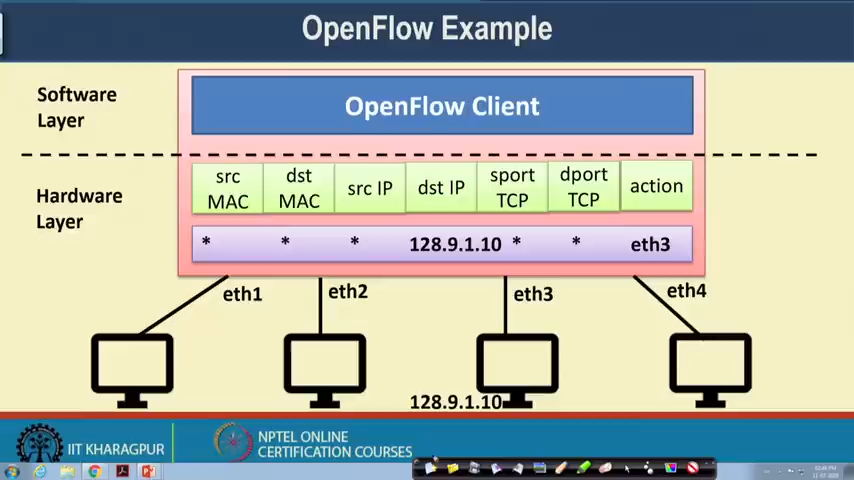 OpenFlow Example
Software
Layer
OpenFlow Client
Hardware
Layer
src MAC
dst MAC
src IP
dst IP
sport TCP
dport TCP
action
* * * 128.9.1.10 * * eth3
eth1
eth2
eth3
eth4
128.9.1.10
IIT KHARAGPUR
NPTEL ONLINE
CERTIFICATION COURSES